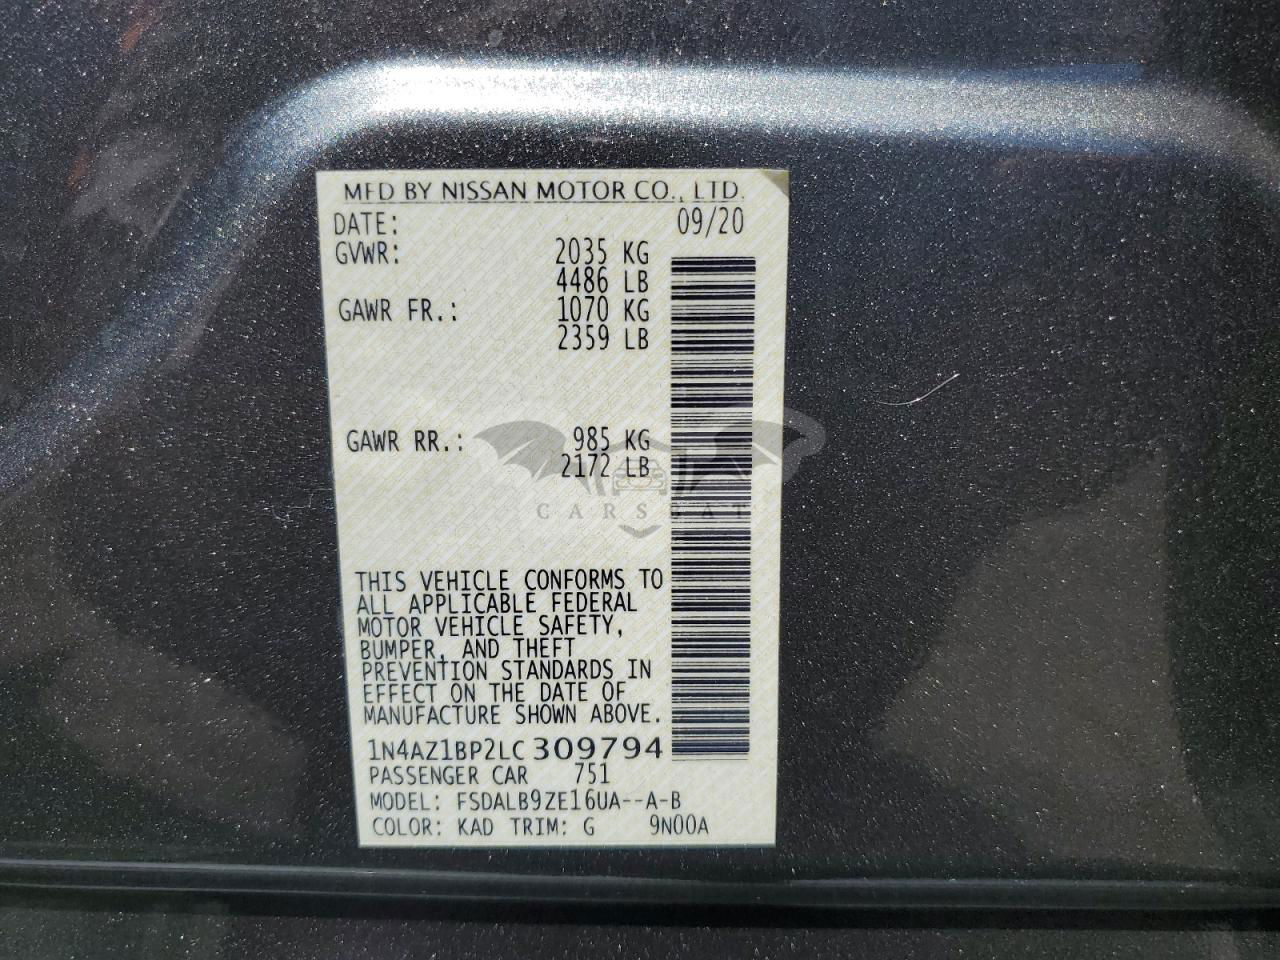 MFD BY NISSAN MOTOR CO., LTD.
DATE: 09/20
GVWR: 2035 KG
4486 LB
GAWR FR.: 1070 KG
2359 LB
GAWR RR.: 985 KG
2172 LB
CARSBAT
THIS VEHICLE CONFORMS TO
ALL APPLICABLE FEDERAL
MOTOR VEHICLE SAFETY,
BUMPER, AND THEFT
PREVENTION STANDARDS IN
EFFECT ON THE DATE OF
MANUFACTURE SHOWN ABOVE.
1N4AZ1BP2LC 309794
PASSENGER CAR 751
MODEL: FSDALB9ZE16UA--A-B
COLOR: KAD TRIM: G 9N00A